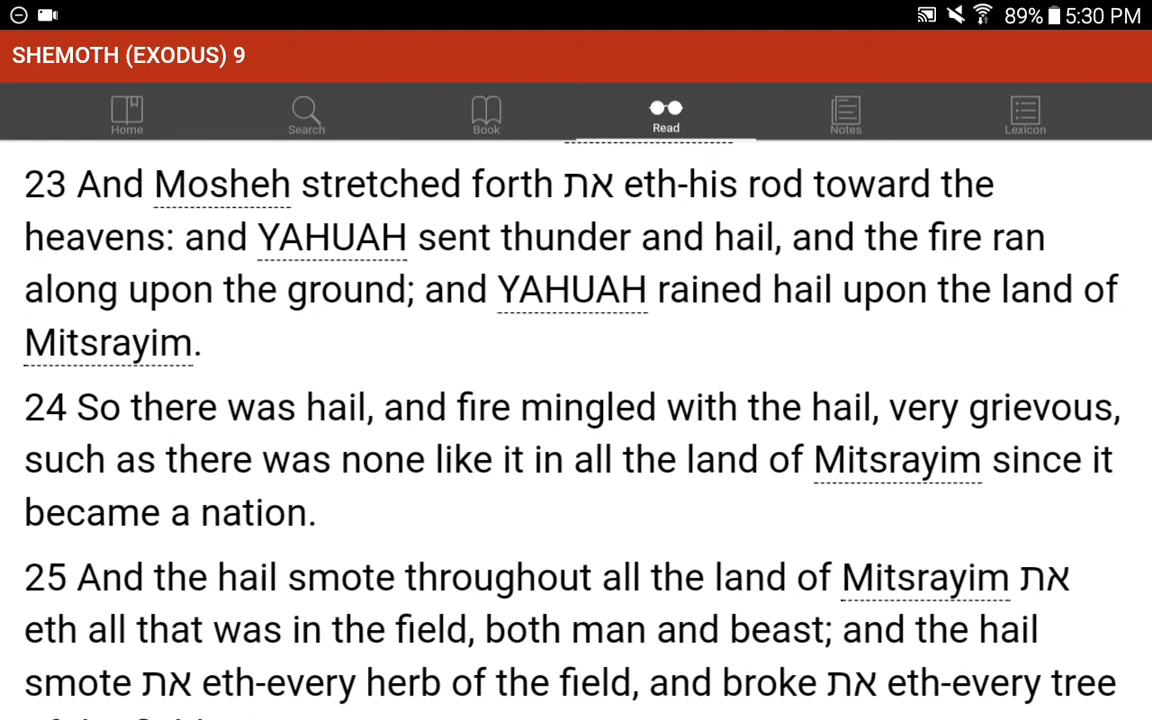 89% 5:30 PM
SHEMOTH (EXODUS) 9
Home Search Book Read Notes Lexicon
23 And Mosheh stretched forth את eth-his rod toward the
heavens: and YAHUAH sent thunder and hail, and the fire ran
along upon the ground; and YAHUAH rained hail upon the land of
Mitsrayim.
24 So there was hail, and fire mingled with the hail, very grievous,
such as there was none like it in all the land of Mitsrayim since it
became a nation.
25 And the hail smote throughout all the land of Mitsrayim את
eth all that was in the field, both man and beast; and the hail
smote את eth-every herb of the field, and broke את eth-every tree